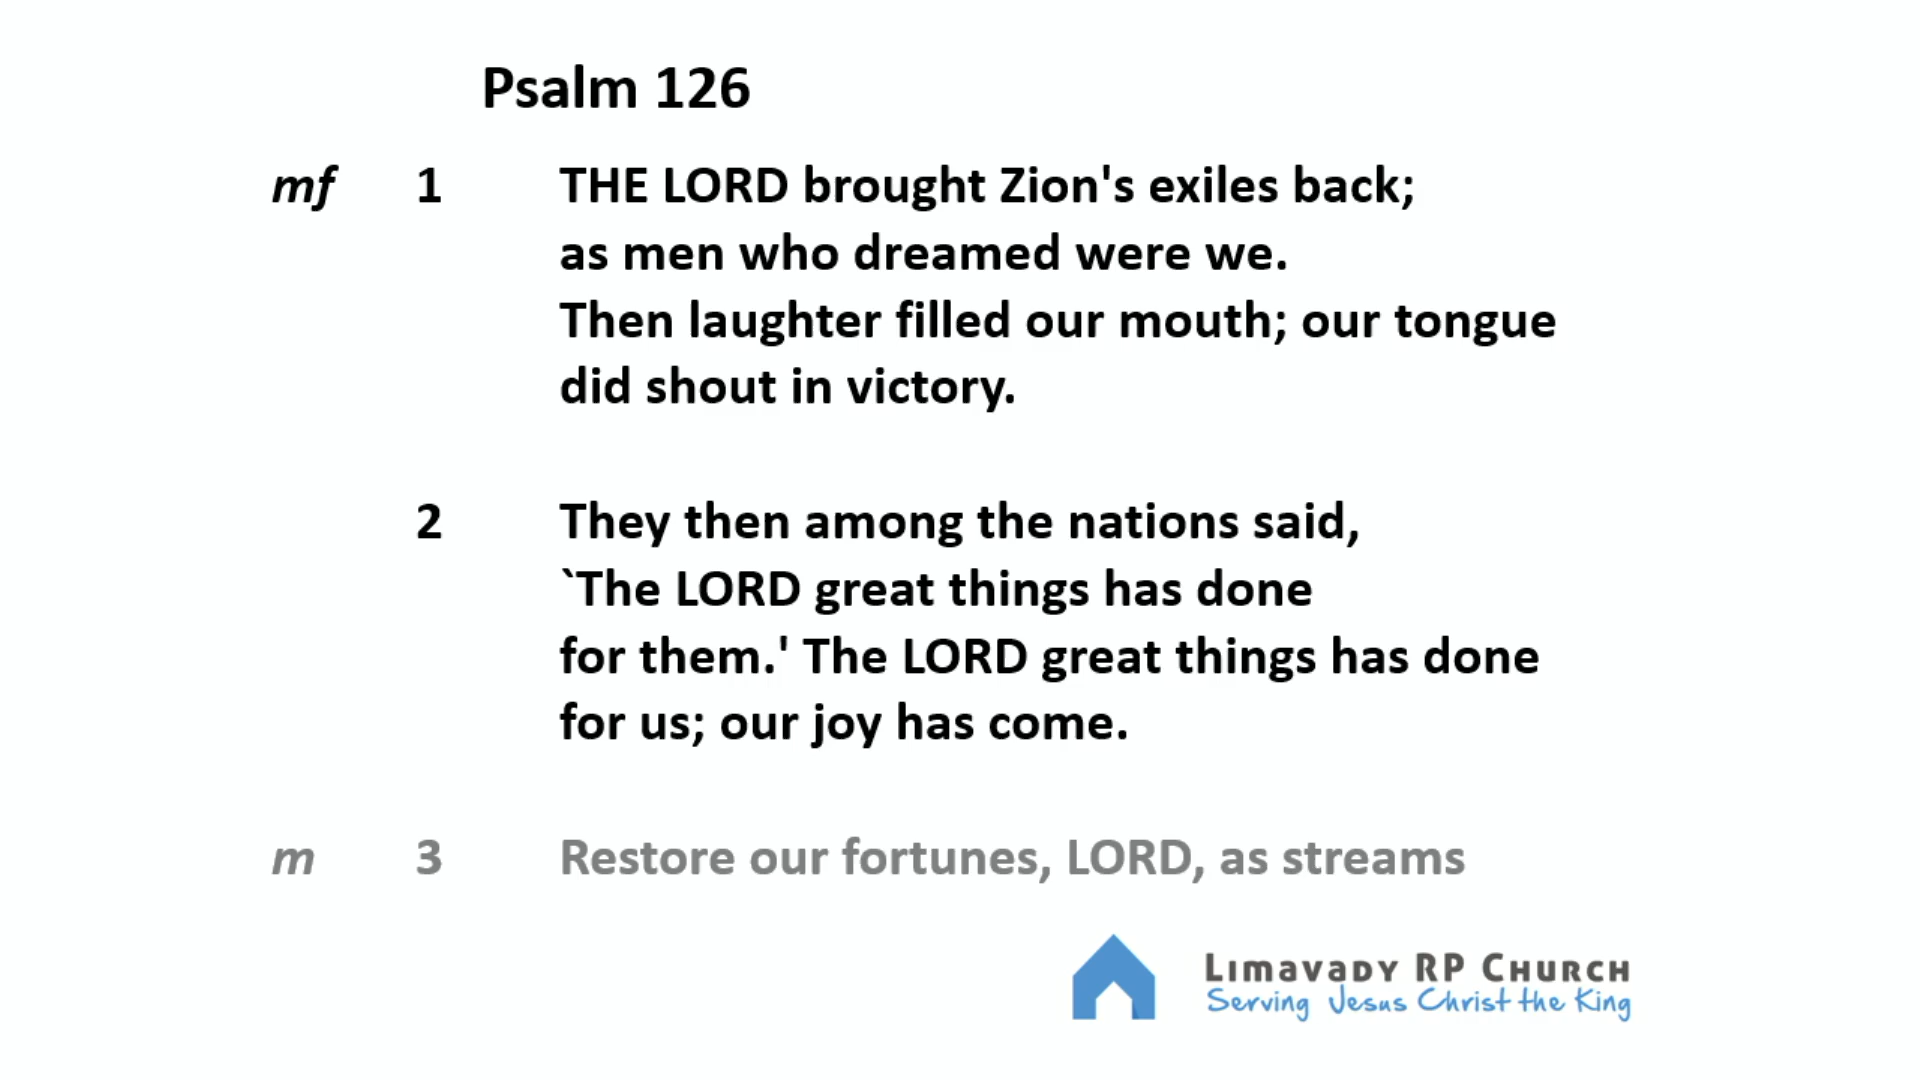 Psalm 126
mf 1 THE LORD brought Zion's exiles back;
as men who dreamed were we.
Then laughter filled our mouth; our tongue
did shout in victory.
2 They then among the nations said,
`The LORD great things has done
for them.' The LORD great things has done
for us; our joy has come.
m 3 Restore our fortunes, LORD, as streams
LIMAVADY RP CHURCH
Serving Jesus Christ the King